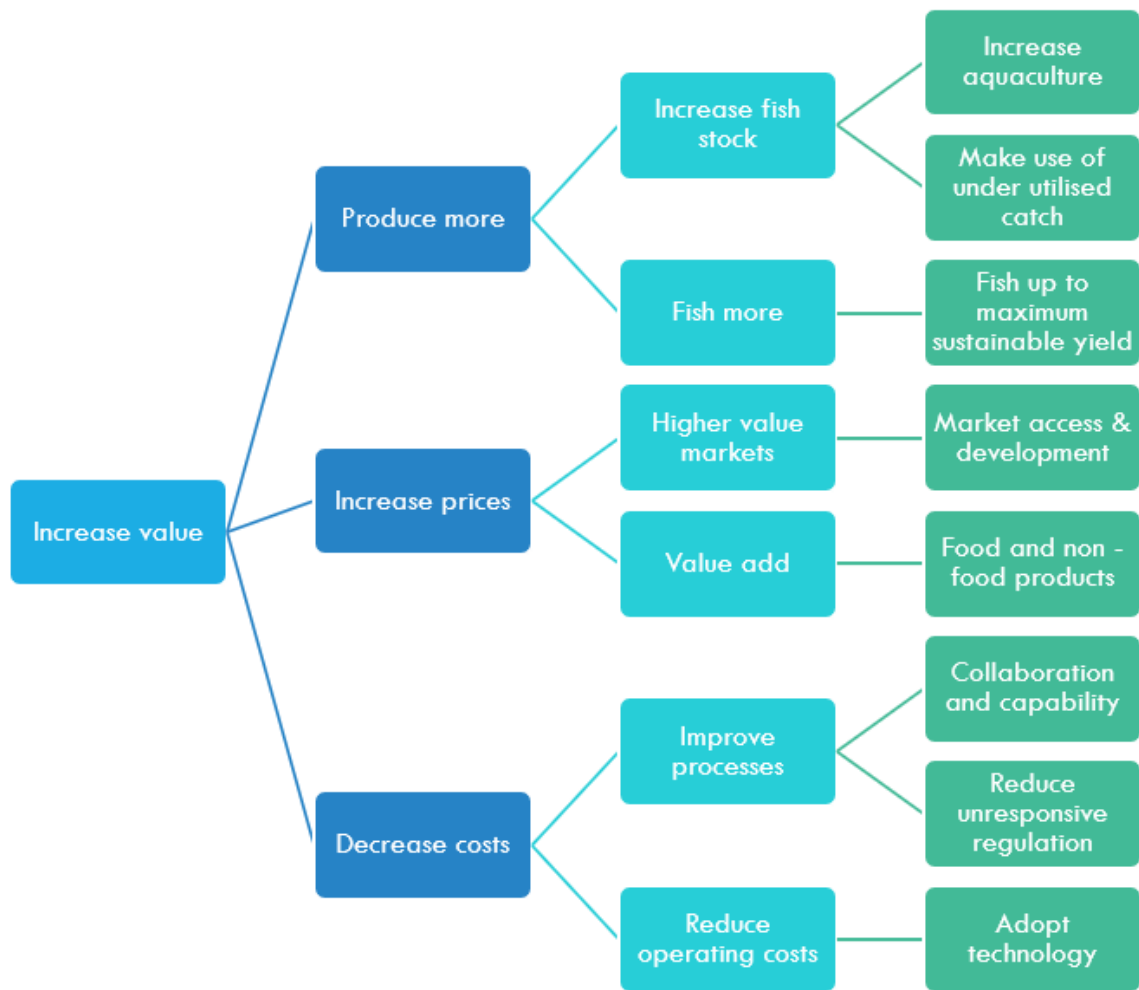 Increase
aquaculture
Increase fish
stock
Make use of
under utilised
catch
Produce more
Fish more
Fish up to
maximum
sustainable yield
Higher value
markets
Market access &
development
Increase prices
Increase value
Value add
Food and non -
food products
Collaboration
and capability
Improve
processes
Reduce
unresponsive
regulation
Decrease costs
Reduce
operating costs
Adopt
technology